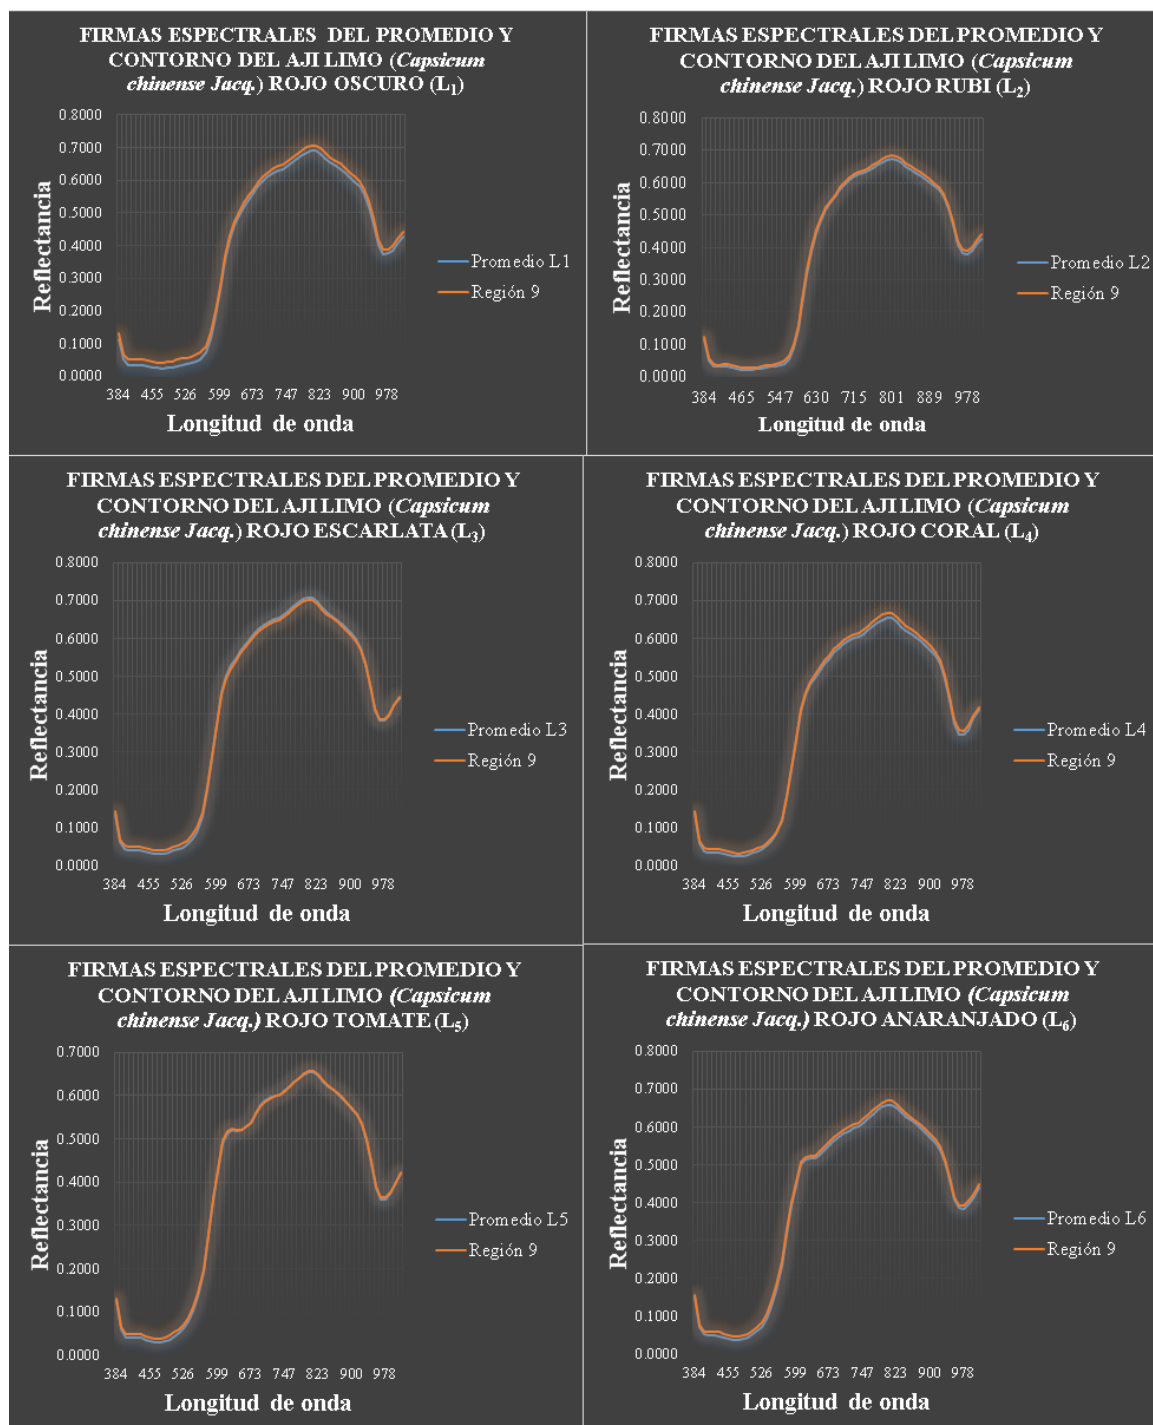 FIRMAS ESPECTRALES DEL PROMEDIO Y
CONTORNO DEL AJI LIMO (Capsicum
chinense Jacq.) ROJO OSCURO (L1)
0.8000
0.7000
0.6000
0.5000
0.4000
0.3000
0.2000
0.1000
0.0000
Reflectancia
384 455 526 599 673 747 823 900 978
Longitud de onda
Promedio L1
Región 9
FIRMAS ESPECTRALES DEL PROMEDIO Y
CONTORNO DEL AJI LIMO (Capsicum
chinense Jacq.) ROJO RUBI (L2)
0.8000
0.7000
0.6000
0.5000
0.4000
0.3000
0.2000
0.1000
0.0000
Reflectancia
384 465 547 630 715 801 889 978
Longitud de onda
Promedio L2
Región 9
FIRMAS ESPECTRALES DEL PROMEDIO Y
CONTORNO DEL AJI LIMO (Capsicum
chinense Jacq.) ROJO ESCARLATA (L3)
0.8000
0.7000
0.6000
0.5000
0.4000
0.3000
0.2000
0.1000
0.0000
Reflectancia
384 455 526 599 673 747 823 900 978
Longitud de onda
Promedio L3
Región 9
FIRMAS ESPECTRALES DEL PROMEDIO Y
CONTORNO DEL AJI LIMO (Capsicum
chinense Jacq.) ROJO CORAL (L4)
0.8000
0.7000
0.6000
0.5000
0.4000
0.3000
0.2000
0.1000
0.0000
Reflectancia
384 455 526 599 673 747 823 900 978
Longitud de onda
Promedio L4
Región 9
FIRMAS ESPECTRALES DEL PROMEDIO Y
CONTORNO DEL AJI LIMO (Capsicum
chinense Jacq.) ROJO TOMATE (L5)
0.7000
0.6000
0.5000
0.4000
0.3000
0.2000
0.1000
0.0000
Reflectancia
384 455 526 599 673 747 823 900 978
Longitud de onda
Promedio L5
Región 9
FIRMAS ESPECTRALES DEL PROMEDIO Y
CONTORNO DEL AJI LIMO (Capsicum
chinense Jacq.) ROJO ANARANJADO (L6)
0.8000
0.7000
0.6000
0.5000
0.4000
0.3000
0.2000
0.1000
0.0000
Reflectancia
384 455 526 599 673 747 823 900 978
Longitud de onda
Promedio L6
Región 9